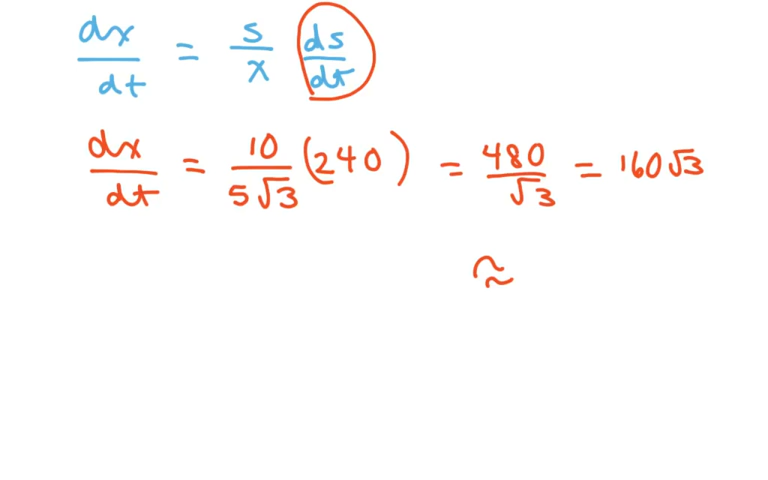 dx/dt = s/x ds/dt
dx/dt = 10/5√3 (240) = 480/√3 = 160√3
≈